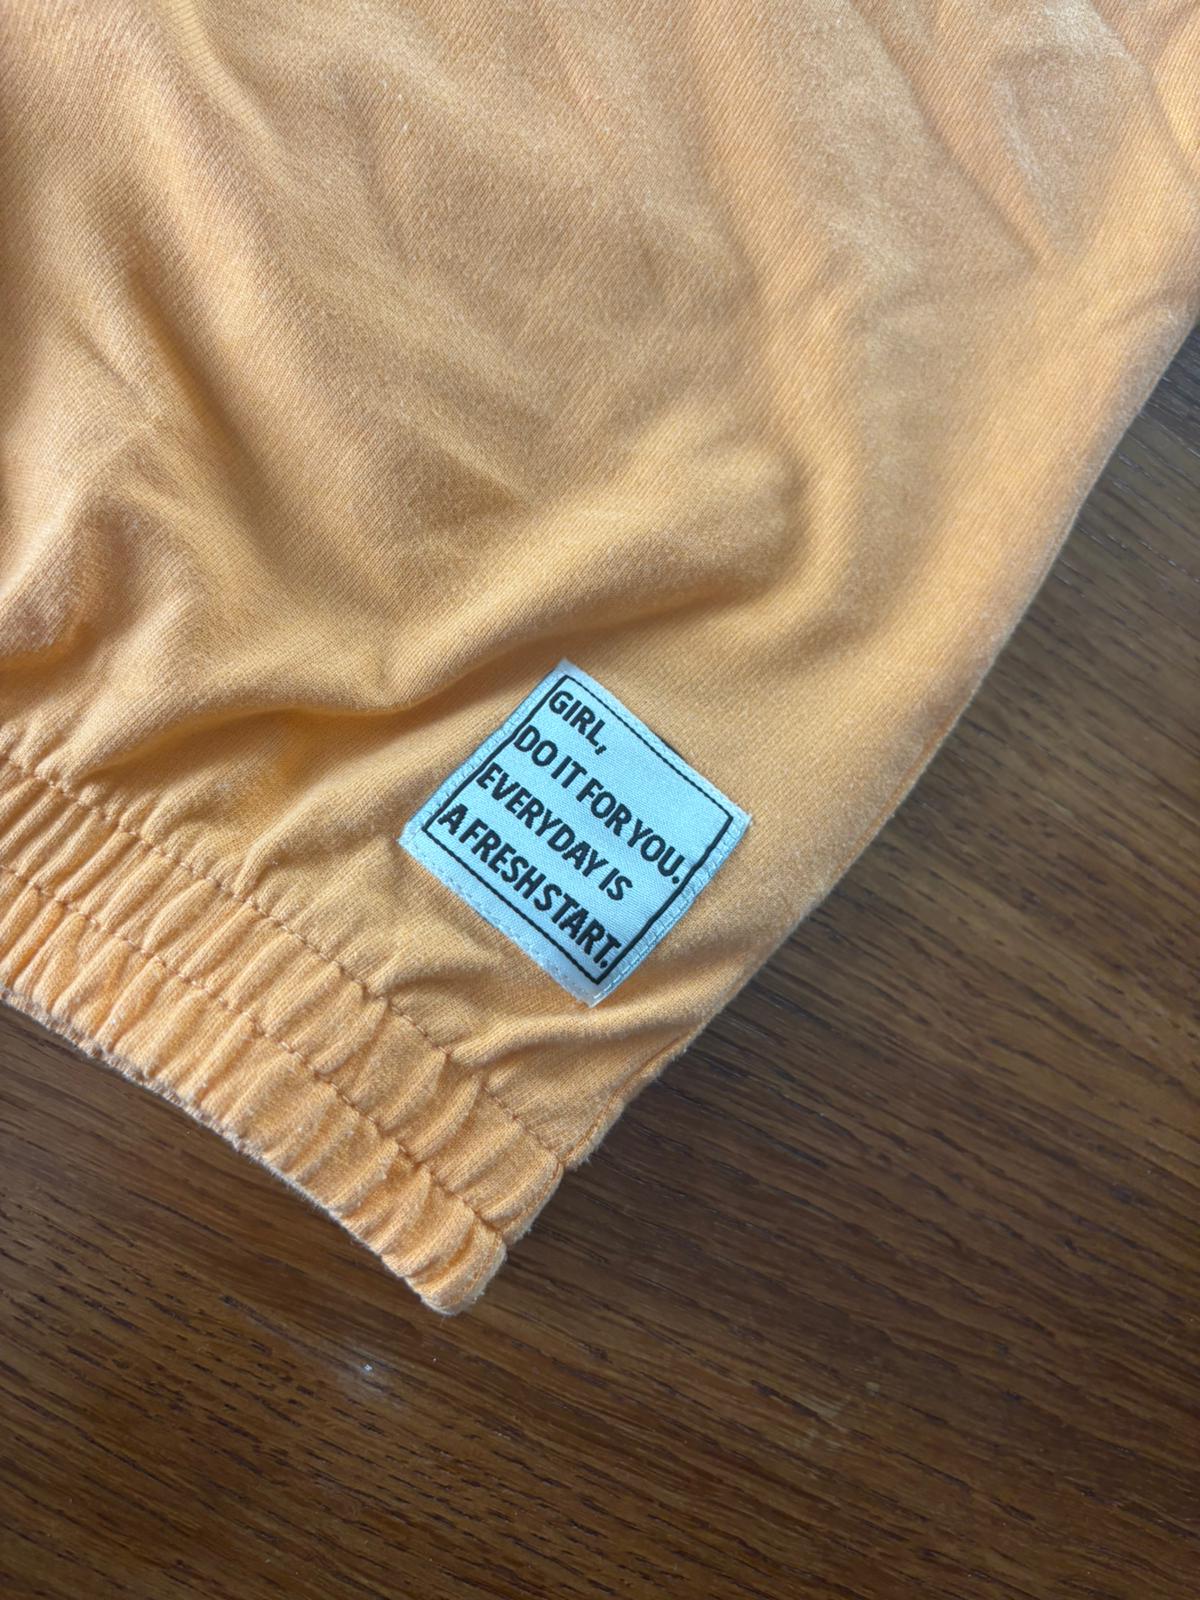 GIRL,
DO IT FOR YOU.
EVERYDAY IS
A FRESH START.